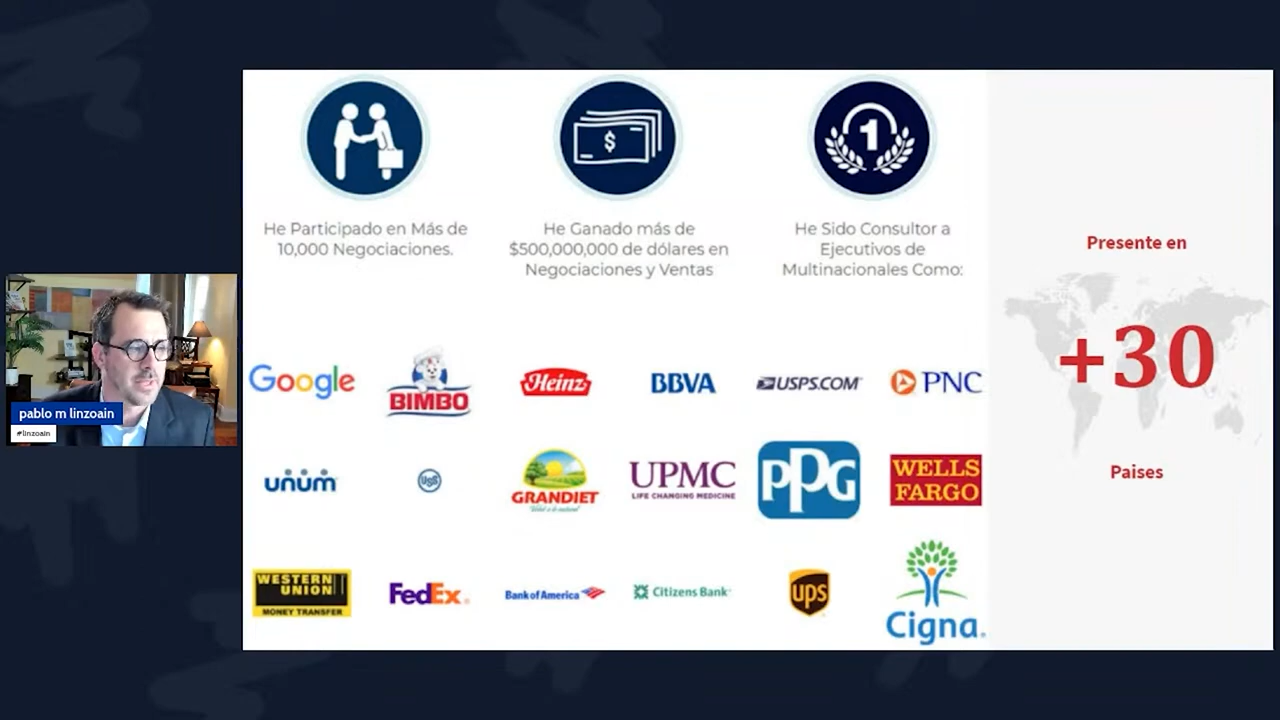 1
$
He Participado en Más de
10,000 Negociaciones.
He Ganado más de
$500,000,000 de dólares en
Negociaciones y Ventas
He Sido Consultor a
Ejecutivos de
Multinacionales Como:
Presente en
+30
Paises
Google
BIMBO
Heinz
BBVA
USPS.COM
PNC
unum
USS
GRANDIET
UPMC
LIFE CHANGING MEDICINE
PPG
WELLS
FARGO
WESTERN
UNION
MONEY TRANSFER
FedEx
Bank of America
Citizens Bank
ups
Cigna
pablo m linzoain
#linzoain